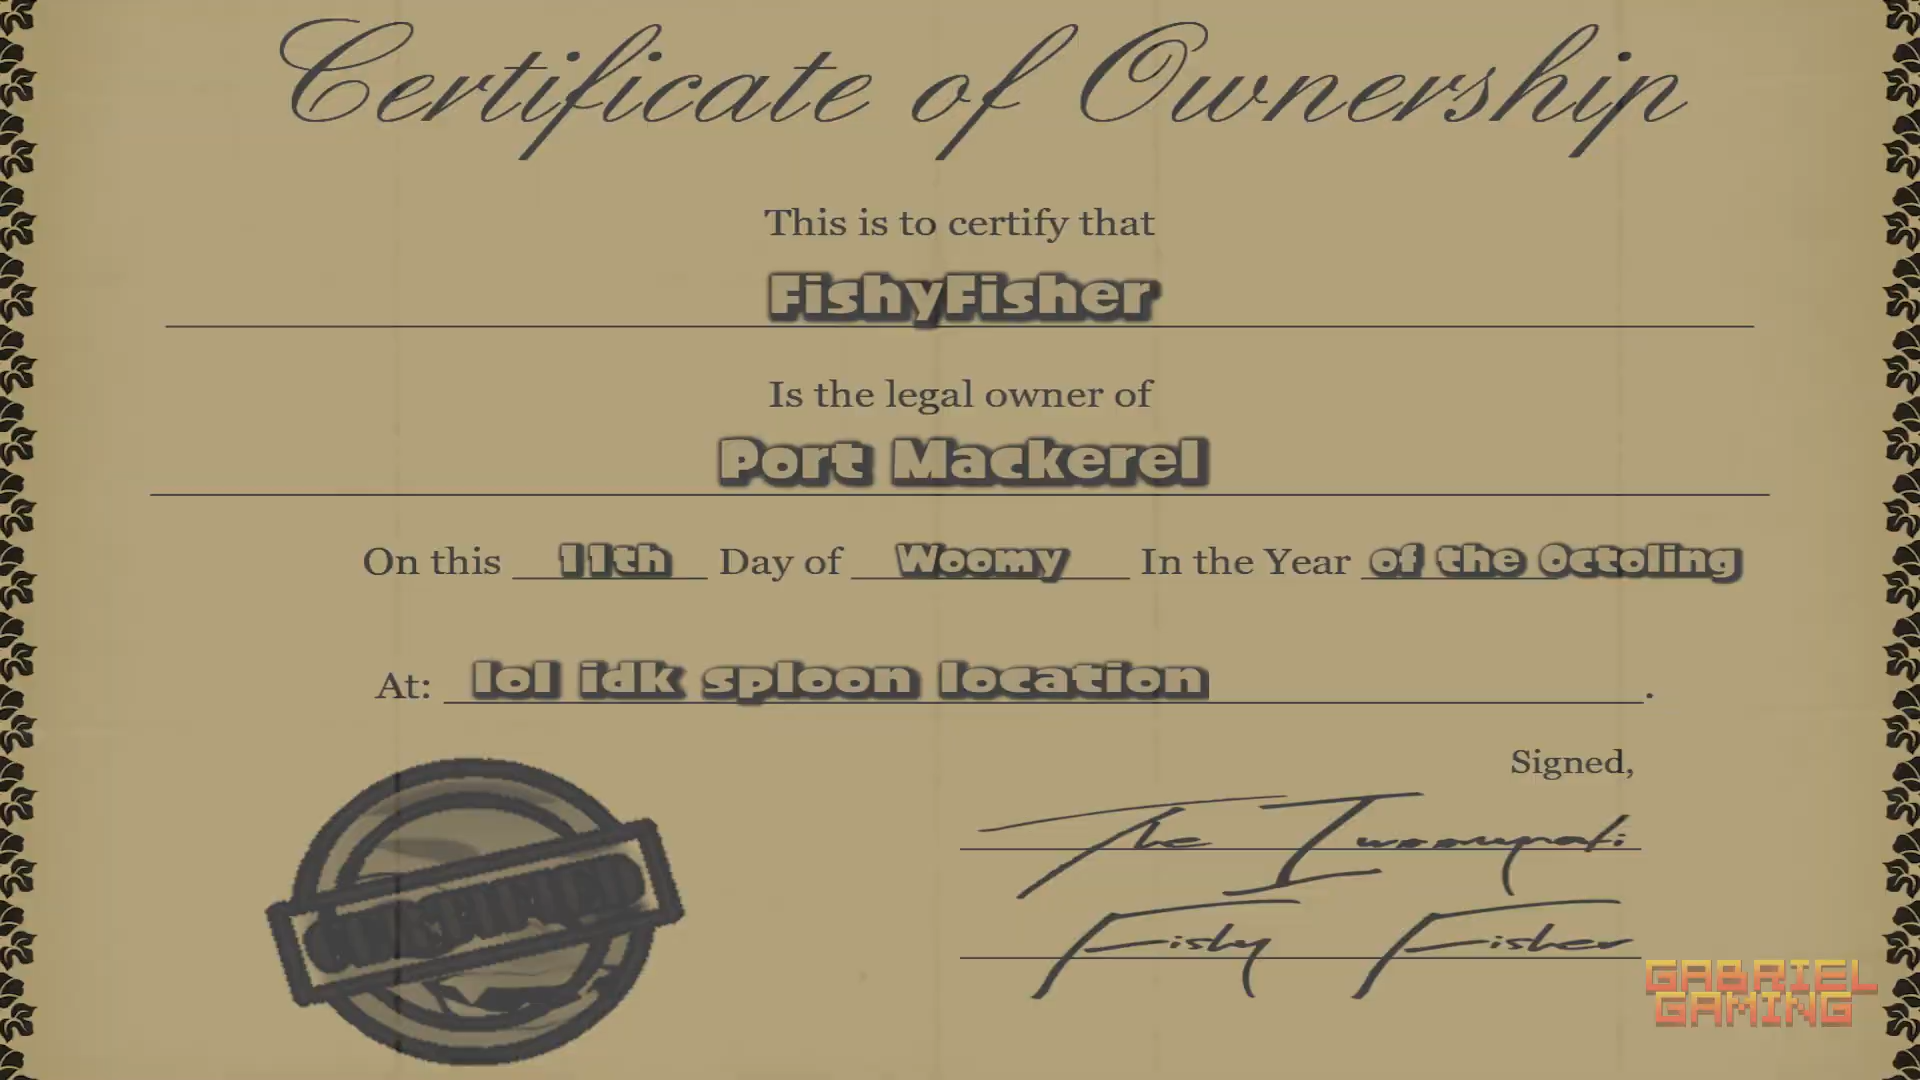 Certificate of Ownership
This is to certify that
FishyFisher
Is the legal owner of
Port Mackerel
On this 11th Day of Woomy In the Year of the Octoling
At: lol idk sploon location.
Signed,
The Iwoomynati
Fishy Fisher
GABRIEL
GAMING